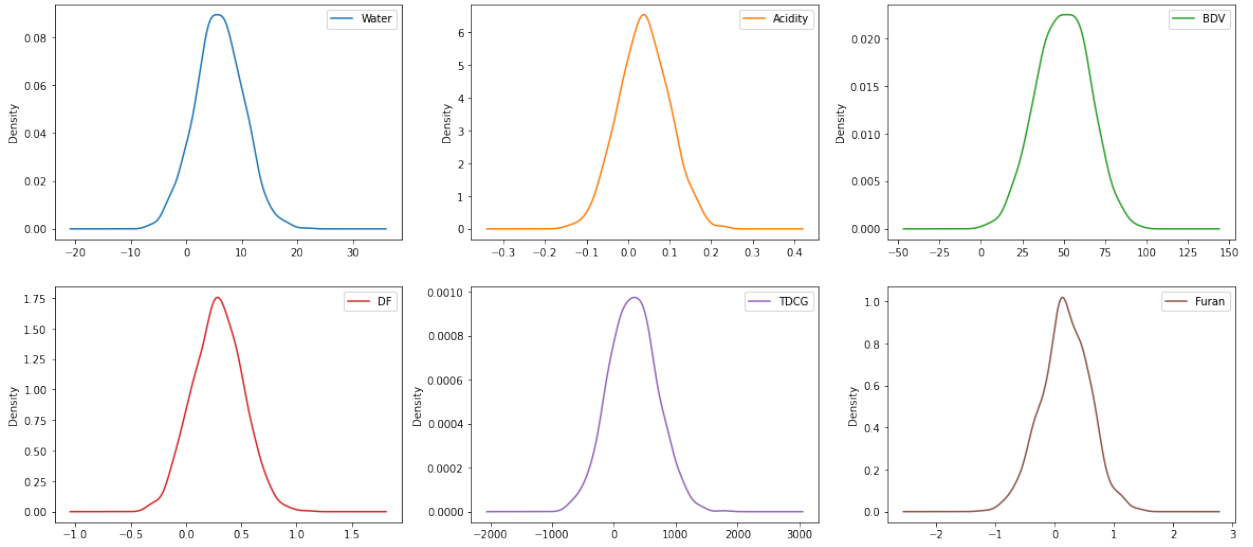 Water
Density
0.08
0.06
0.04
0.02
0.00
−20 −10 0 10 20 30
Acidity
Density
6
5
4
3
2
1
0
−0.3 −0.2 −0.1 0.0 0.1 0.2 0.3 0.4
BDV
Density
0.020
0.015
0.010
0.005
0.000
−50 −25 0 25 50 75 100 125 150
DF
Density
1.75
1.50
1.25
1.00
0.75
0.50
0.25
0.00
−1.0 −0.5 0.0 0.5 1.0 1.5
TDCG
Density
0.0010
0.0008
0.0006
0.0004
0.0002
0.0000
−2000 −1000 0 1000 2000 3000
Furan
Density
1.0
0.8
0.6
0.4
0.2
0.0
−2 −1 0 1 2 3